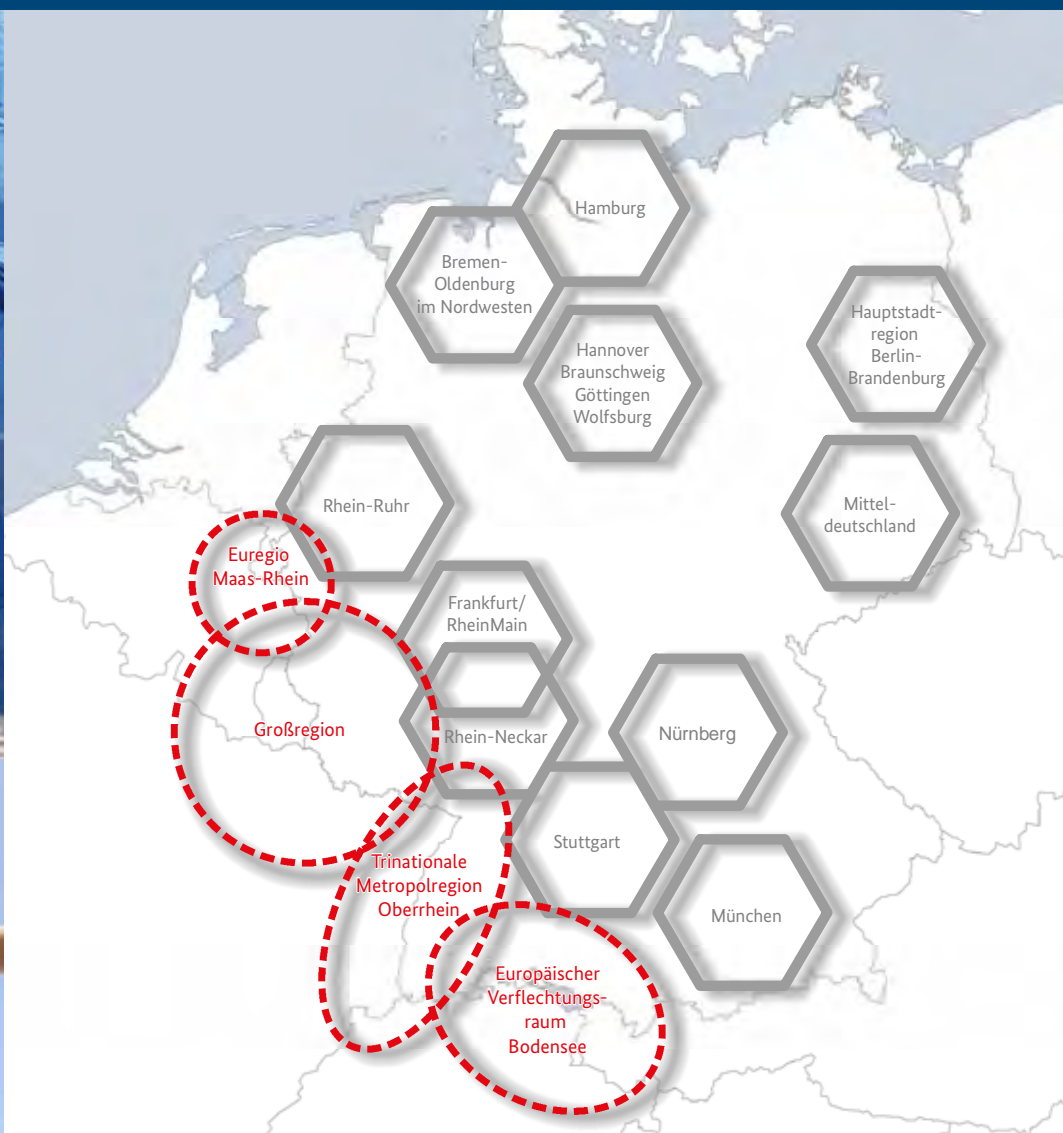 Hamburg
Bremen-
Oldenburg
im Nordwesten
Hauptstadt-
region
Berlin-
Brandenburg
Hannover
Braunschweig
Göttingen
Wolfsburg
Rhein-Ruhr
Mittel-
deutschland
Euregio
Maas-Rhein
Frankfurt/
RheinMain
Großregion
Rhein-Neckar
Nürnberg
Stuttgart
Trinationale
Metropolregion
Oberrhein
München
Europäischer
Verflechtungs-
raum
Bodensee